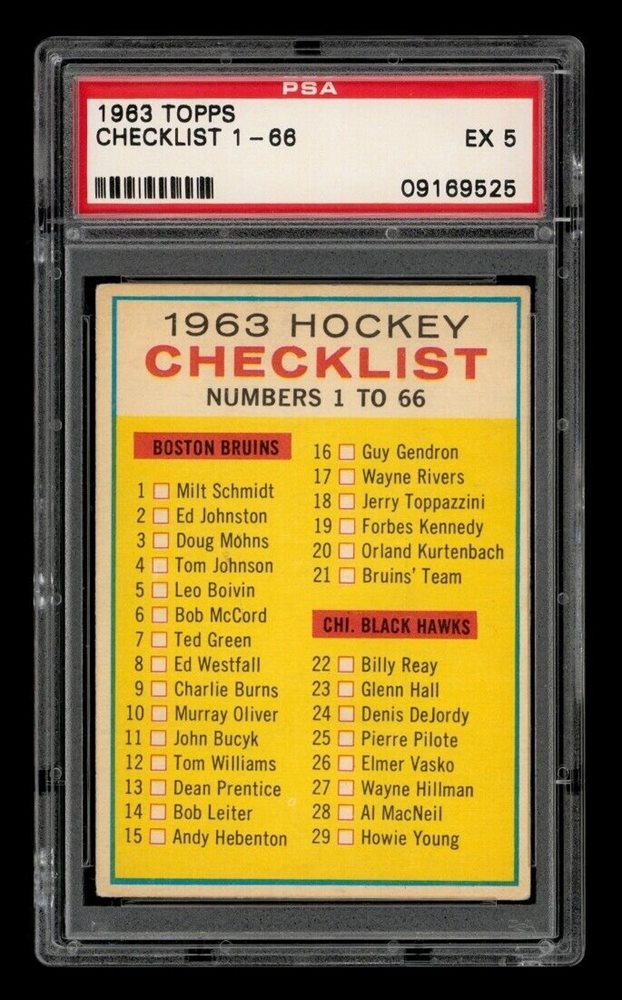 PSA
1963 TOPPS
CHECKLIST 1-66 EX 5
09169525
1963 HOCKEY
CHECKLIST
NUMBERS 1 TO 66
BOSTON BRUINS
1 Milt Schmidt
2 Ed Johnston
3 Doug Mohns
4 Tom Johnson
5 Leo Boivin
6 Bob McCord
7 Ted Green
8 Ed Westfall
9 Charlie Burns
10 Murray Oliver
11 John Bucyk
12 Tom Williams
13 Dean Prentice
14 Bob Leiter
15 Andy Hebenton
16 Guy Gendron
17 Wayne Rivers
18 Jerry Toppazzini
19 Forbes Kennedy
20 Orland Kurtenbach
21 Bruins' Team
CHI. BLACK HAWKS
22 Billy Reay
23 Glenn Hall
24 Denis DeJordy
25 Pierre Pilote
26 Elmer Vasko
27 Wayne Hillman
28 Al MacNeil
29 Howie Young